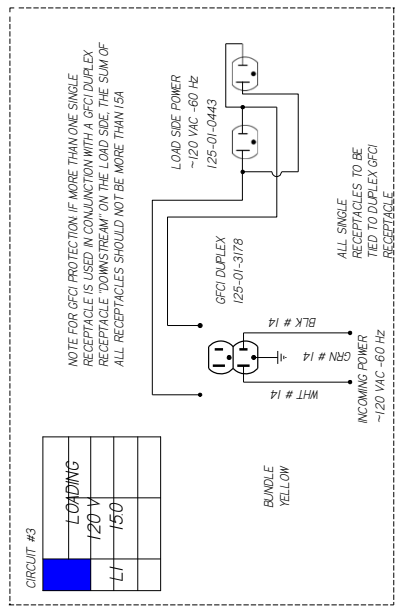 CIRCUIT #3
LOADING
120 V
L1 15.0
NOTE FOR GFCI PROTECTION. IF MORE THAN ONE SINGLE
RECEPTACLE IS USED IN CONJUNCTION WITH A GFCI DUPLEX
RECEPTACLE "DOWNSTREAM" ON THE LOAD SIDE, THE SUM OF
ALL RECEPTACLES SHOULD NOT BE MORE THAN 15A
LOAD SIDE POWER
~120 VAC -60 Hz
125-01-0443
GFCI DUPLEX
125-01-3178
WHT # 14
GRN # 14
BLK # 14
BUNDLE
YELLOW
INCOMING POWER
~120 VAC -60 Hz
ALL SINGLE
RECEPTACLES TO BE
TIED TO DUPLEX GFCI
RECEPTACLE